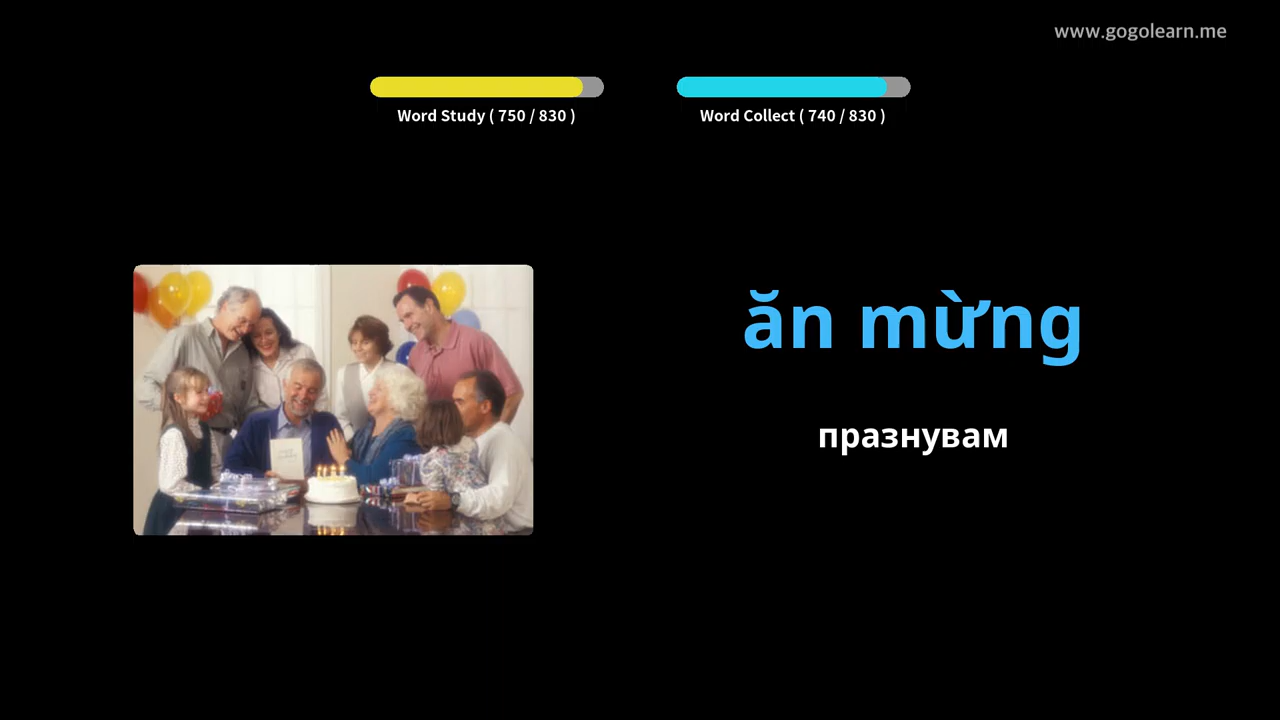 www.gogolearn.me
Word Study ( 750 / 830 )
Word Collect ( 740 / 830 )
ăn mừng
празнувам